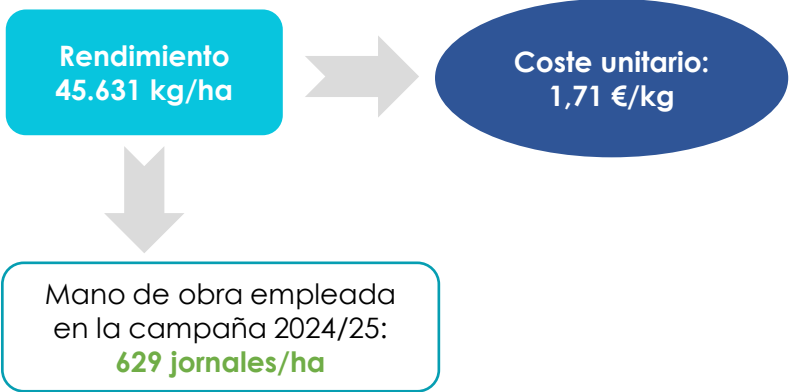 Rendimiento
45.631 kg/ha
Coste unitario:
1,71 €/kg
Mano de obra empleada
en la campaña 2024/25:
629 jornales/ha